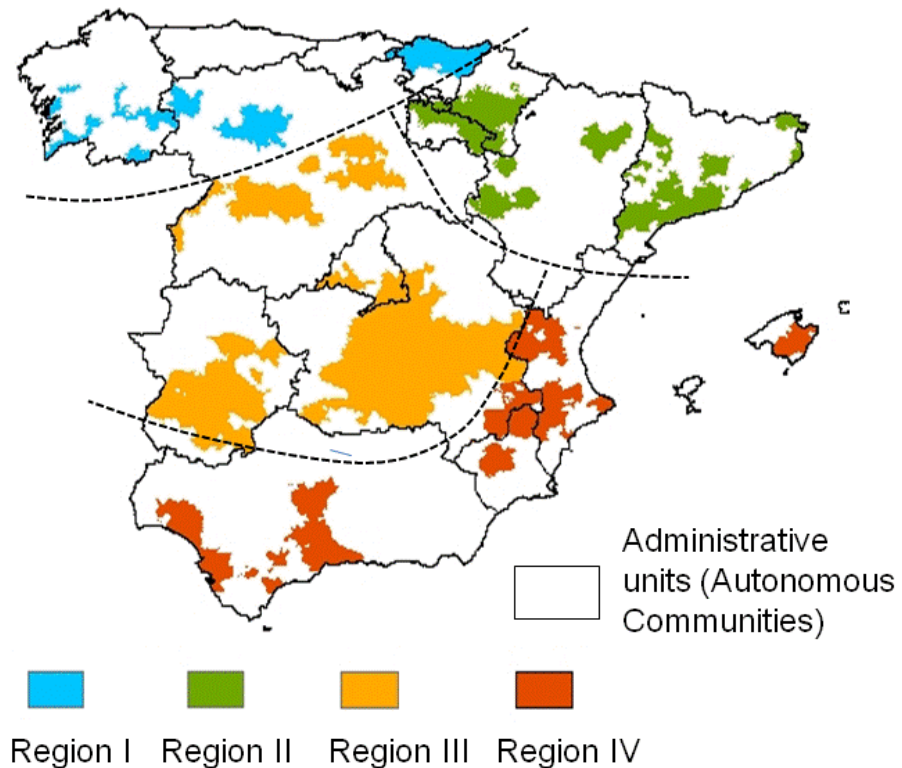 Administrative
units (Autonomous
Communities)
Region I
Region II
Region III
Region IV